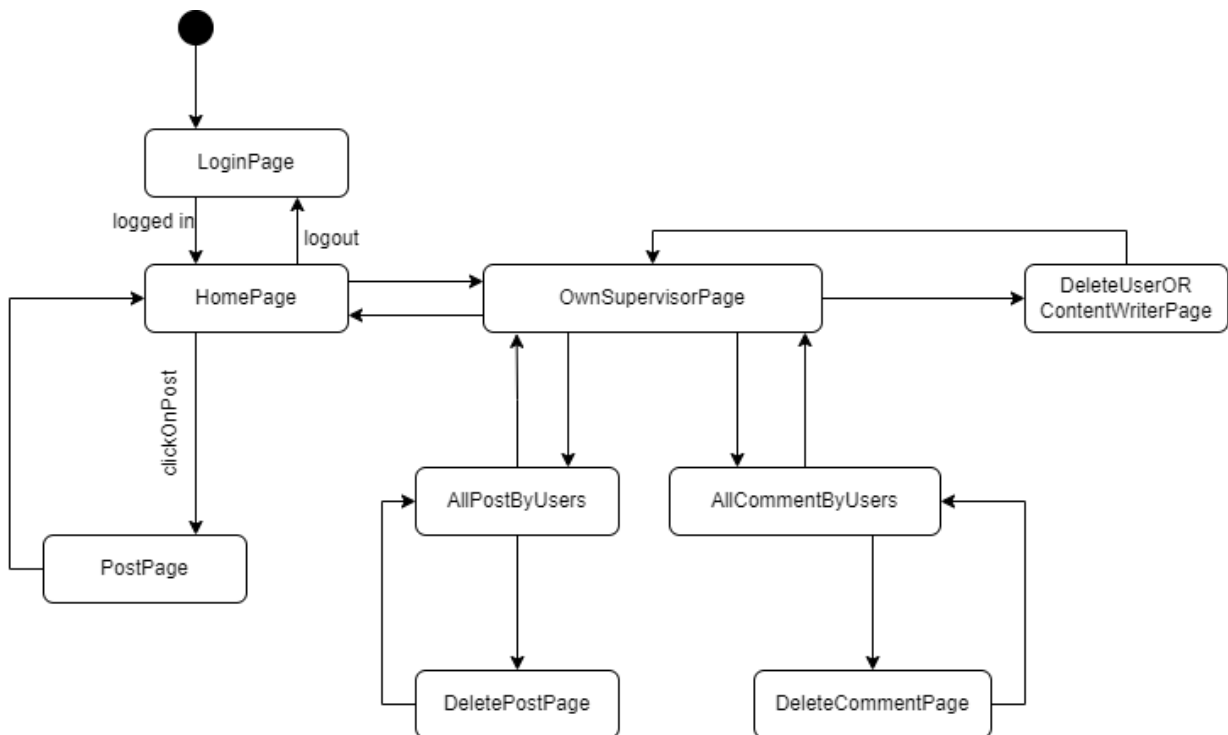 LoginPage
logged in
logout
HomePage
OwnSupervisorPage
DeleteUserOR
ContentWriterPage
clickOnPost
AllPostByUsers
AllCommentByUsers
PostPage
DeletePostPage
DeleteCommentPage